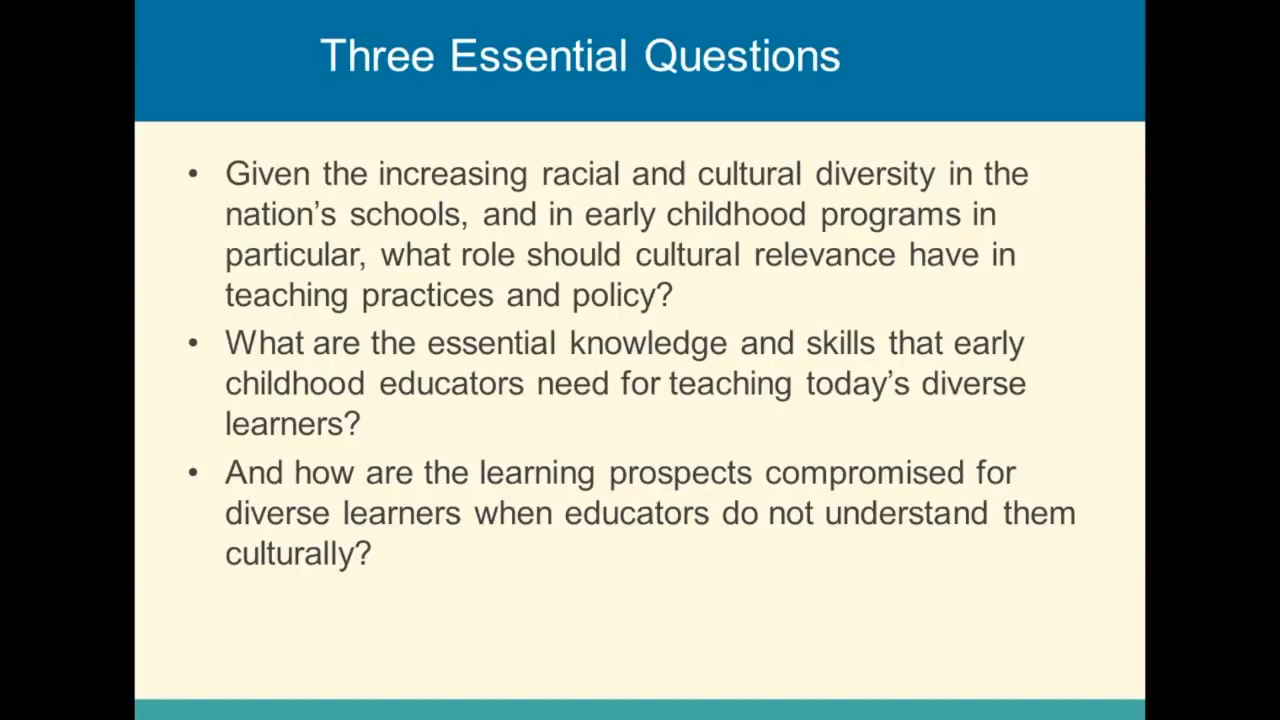 Three Essential Questions
• Given the increasing racial and cultural diversity in the
nation’s schools, and in early childhood programs in
particular, what role should cultural relevance have in
teaching practices and policy?
• What are the essential knowledge and skills that early
childhood educators need for teaching today’s diverse
learners?
• And how are the learning prospects compromised for
diverse learners when educators do not understand them
culturally?